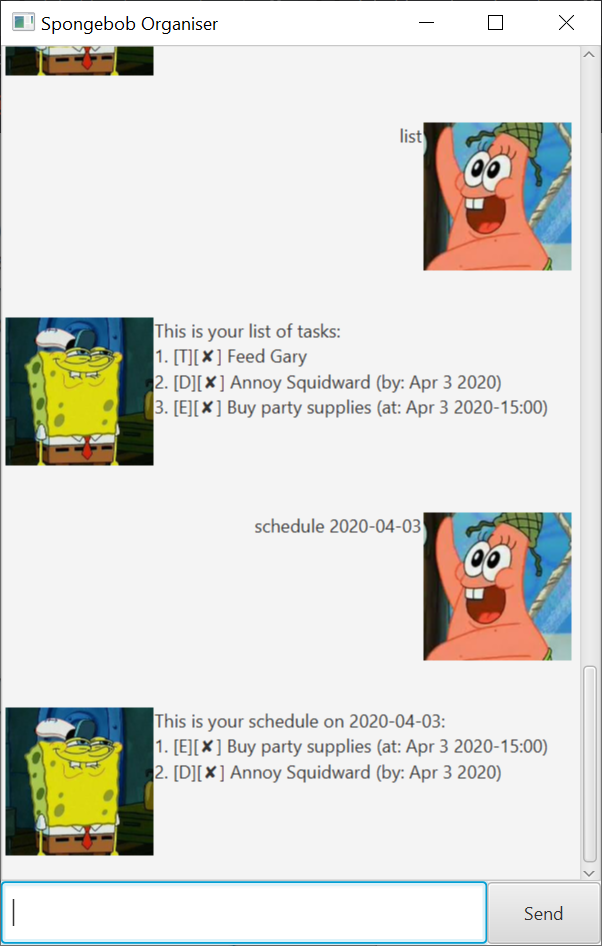 Spongebob Organiser
list
This is your list of tasks:
1. [T][✘] Feed Gary
2. [D][✘] Annoy Squidward (by: Apr 3 2020)
3. [E][✘] Buy party supplies (at: Apr 3 2020-15:00)
schedule 2020-04-03
This is your schedule on 2020-04-03:
1. [E][✘] Buy party supplies (at: Apr 3 2020-15:00)
2. [D][✘] Annoy Squidward (by: Apr 3 2020)
Send